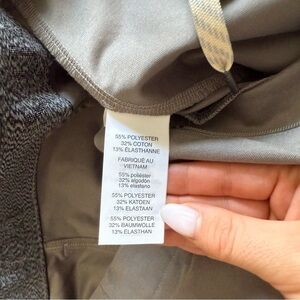 55% POLYESTER
32% COTON
13% ÉLASTHANNE
FABRIQUÉ AU
VIETNAM
55% poliéster
32% algodón
13% elastano
55% POLYESTER
32% KATOEN
13% ELASTAAN
55% POLYESTER
32% BAUMWOLLE
13% ELASTHAN